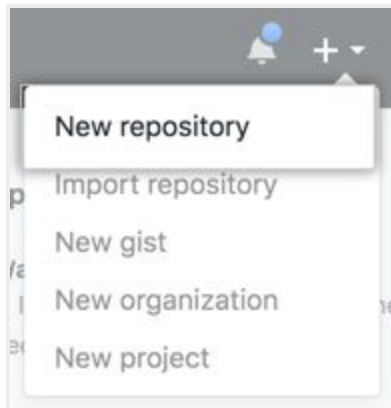 New repository
Import repository
New gist
New organization
New project